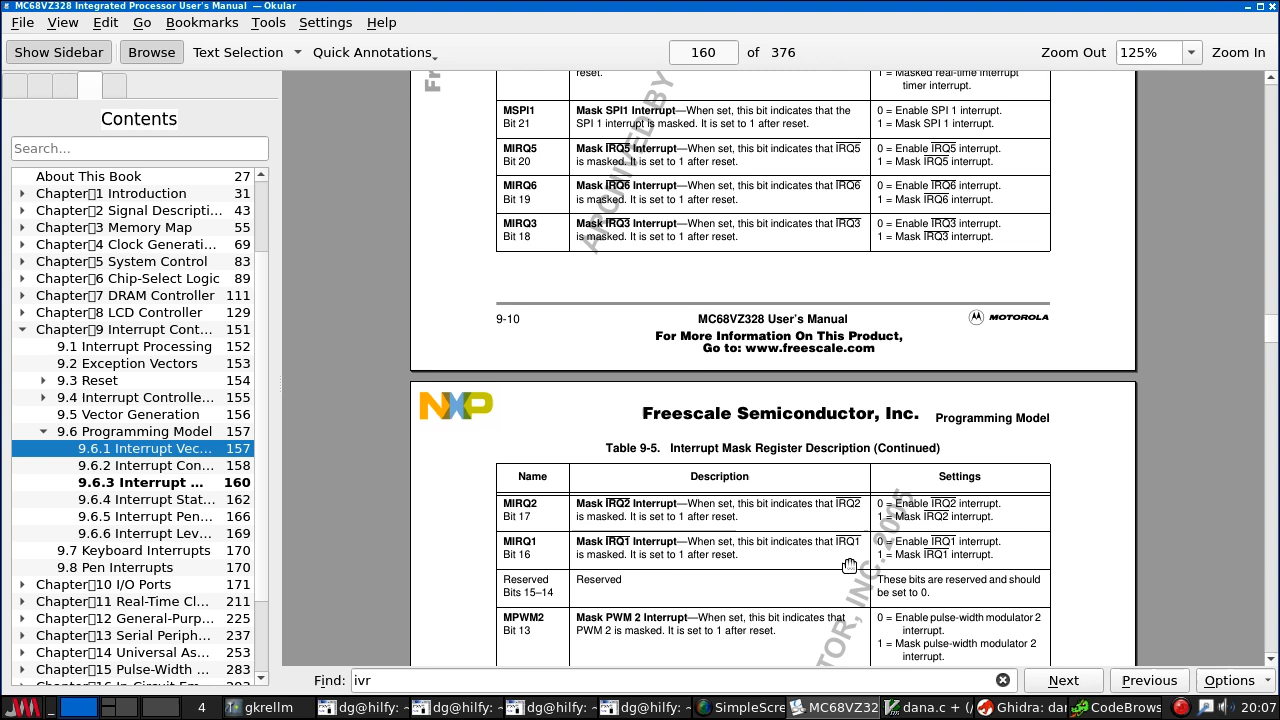 MC68VZ328 Integrated Processor User's Manual — Okular
File View Edit Go Bookmarks Tools Settings Help
Show Sidebar Browse Text Selection Quick Annotations 160 of 376 Zoom Out 125% Zoom In
Contents
Search...
About This Book 27
Chapter 1 Introduction 31
Chapter 2 Signal Descripti... 43
Chapter 3 Memory Map 55
Chapter 4 Clock Generati... 69
Chapter 5 System Control 83
Chapter 6 Chip-Select Logic 89
Chapter 7 DRAM Controller 111
Chapter 8 LCD Controller 129
Chapter 9 Interrupt Cont... 151
9.1 Interrupt Processing 152
9.2 Exception Vectors 153
9.3 Reset 154
9.4 Interrupt Controlle... 155
9.5 Vector Generation 156
9.6 Programming Model 157
9.6.1 Interrupt Vec... 157
9.6.2 Interrupt Con... 158
9.6.3 Interrupt ... 160
9.6.4 Interrupt Stat... 162
9.6.5 Interrupt Pen... 166
9.6.6 Interrupt Lev... 169
9.7 Keyboard Interrupts 170
9.8 Pen Interrupts 170
Chapter 10 I/O Ports 171
Chapter 11 Real-Time Cl... 211
Chapter 12 General-Purp... 219
Chapter 13 Serial Periph... 237
Chapter 14 Universal As... 253
Chapter 15 Pulse-Width ... 283
Fr
ARCHIVED BY
reset. 1 = Masked real-time interrupt
timer interrupt.
MSPI1 Mask SPI1 Interrupt—When set, this bit indicates that the 0 = Enable SPI 1 interrupt.
Bit 21 SPI 1 interrupt is masked. It is set to 1 after reset. 1 = Mask SPI 1 interrupt.
MIRQ5 Mask IRQ5 Interrupt—When set, this bit indicates that IRQ5 0 = Enable IRQ5 interrupt.
Bit 20 is masked. It is set to 1 after reset. 1 = Mask IRQ5 interrupt.
MIRQ6 Mask IRQ6 Interrupt—When set, this bit indicates that IRQ6 0 = Enable IRQ6 interrupt.
Bit 19 is masked. It is set to 1 after reset. 1 = Mask IRQ6 interrupt.
MIRQ3 Mask IRQ3 Interrupt—When set, this bit indicates that IRQ3 0 = Enable IRQ3 interrupt.
Bit 18 is masked. It is set to 1 after reset. 1 = Mask IRQ3 interrupt.
9-10 MC68VZ328 User's Manual MOTOROLA
For More Information On This Product,
Go to: www.freescale.com
NXP Freescale Semiconductor, Inc. Programming Model
Table 9-5. Interrupt Mask Register Description (Continued)
Name Description Settings
MIRQ2 Mask IRQ2 Interrupt—When set, this bit indicates that IRQ2 0 = Enable IRQ2 interrupt.
Bit 17 is masked. It is set to 1 after reset. 1 = Mask IRQ2 interrupt.
MIRQ1 Mask IRQ1 Interrupt—When set, this bit indicates that IRQ1 0 = Enable IRQ1 interrupt.
Bit 16 is masked. It is set to 1 after reset. 1 = Mask IRQ1 interrupt.
Reserved Reserved These bits are reserved and should
Bits 15–14 be set to 0.
MPWM2 Mask PWM 2 Interrupt—When set, this bit indicates that 0 = Enable pulse-width modulator 2
Bit 13 PWM 2 is masked. It is set to 1 after reset. interrupt.
1 = Mask pulse-width modulator 2
interrupt.
TOR, INC. 2005
Find: ivr Next Previous Options
4 gkrellm dg@hifig: ~ dg@hifig: ~ dg@hifig: ~ dg@hifig: ~ SimpleScre MC68VZ32 dana.c + (/ Ghidra: dar CodeBrows 20:07